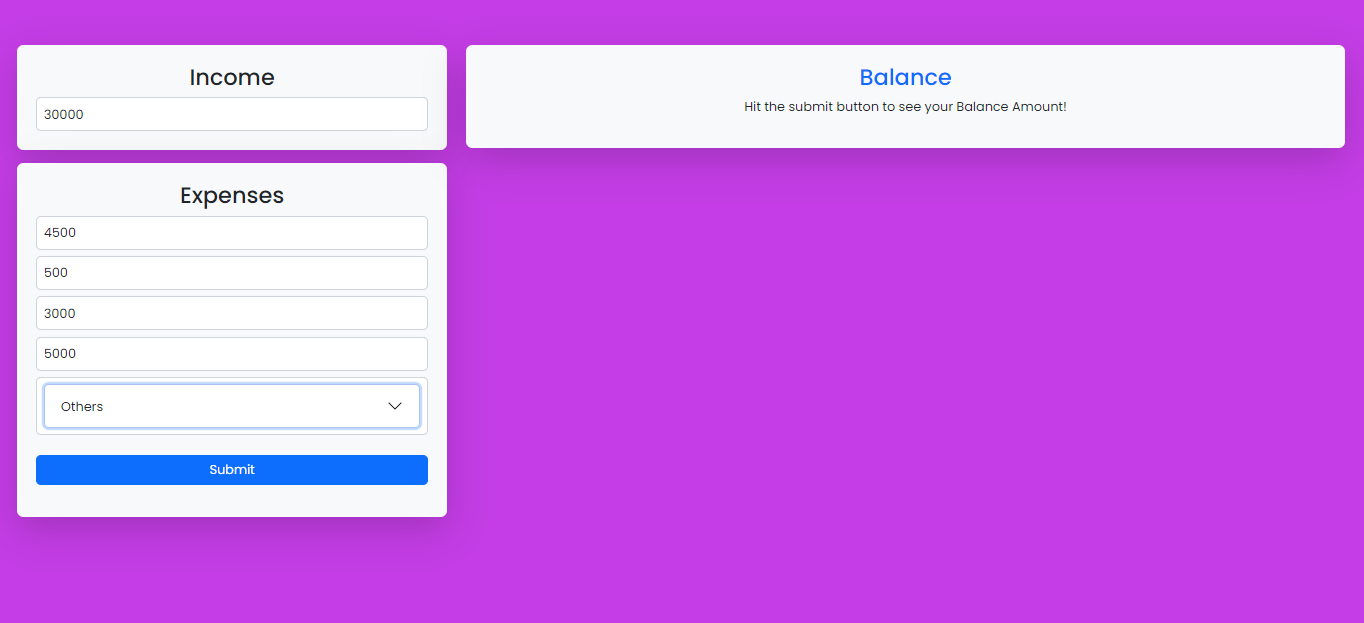 Income
30000
Balance
Hit the submit button to see your Balance Amount!
Expenses
4500
500
3000
5000
Others
Submit